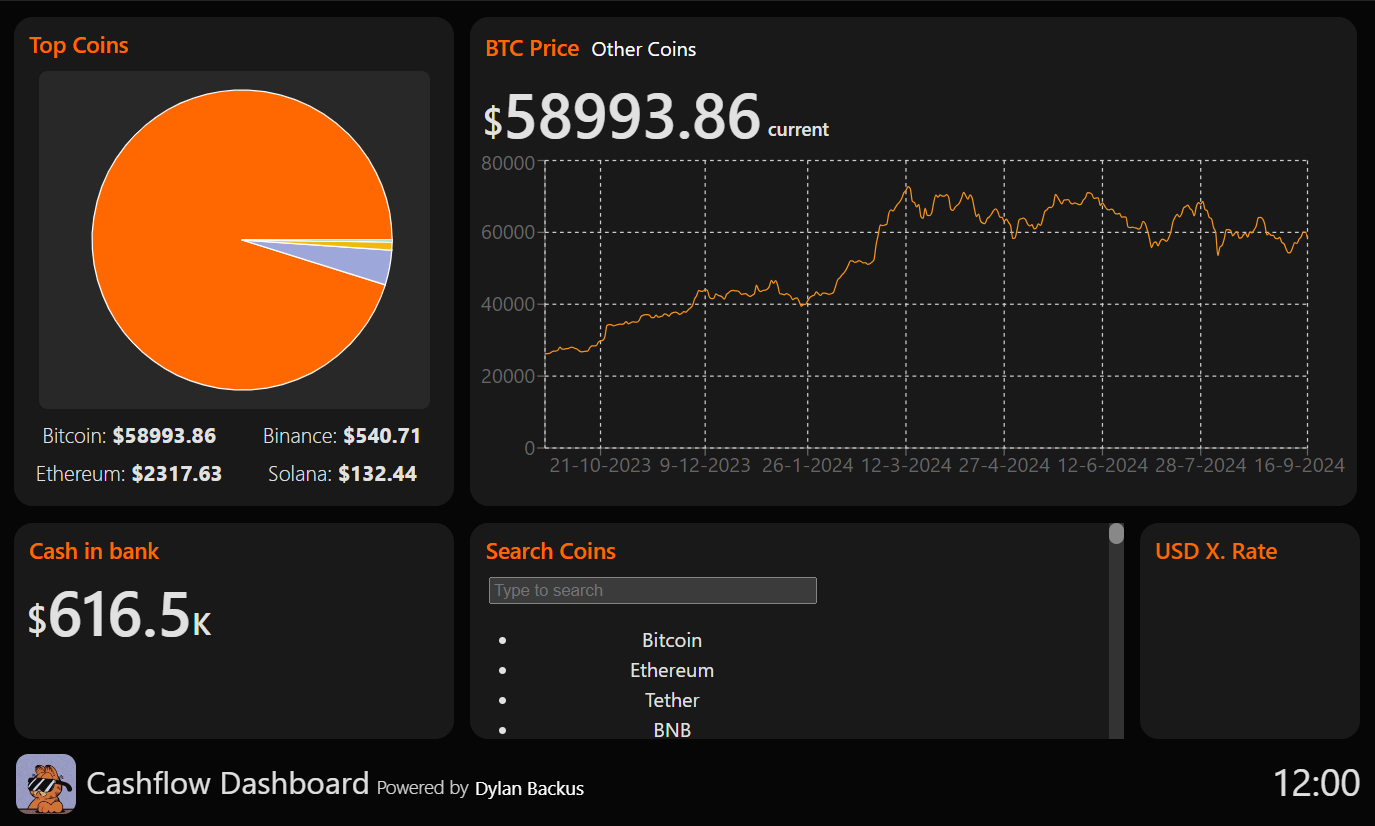 Top Coins
Bitcoin: $58993.86 Binance: $540.71
Ethereum: $2317.63 Solana: $132.44
BTC Price Other Coins
$58993.86 current
80000
60000
40000
20000
0
21-10-2023 9-12-2023 26-1-2024 12-3-2024 27-4-2024 12-6-2024 28-7-2024 16-9-2024
Cash in bank
$616.5K
Search Coins
Type to search
Bitcoin
Ethereum
Tether
BNB
USD X. Rate
Cashflow Dashboard Powered by Dylan Backus
12:00